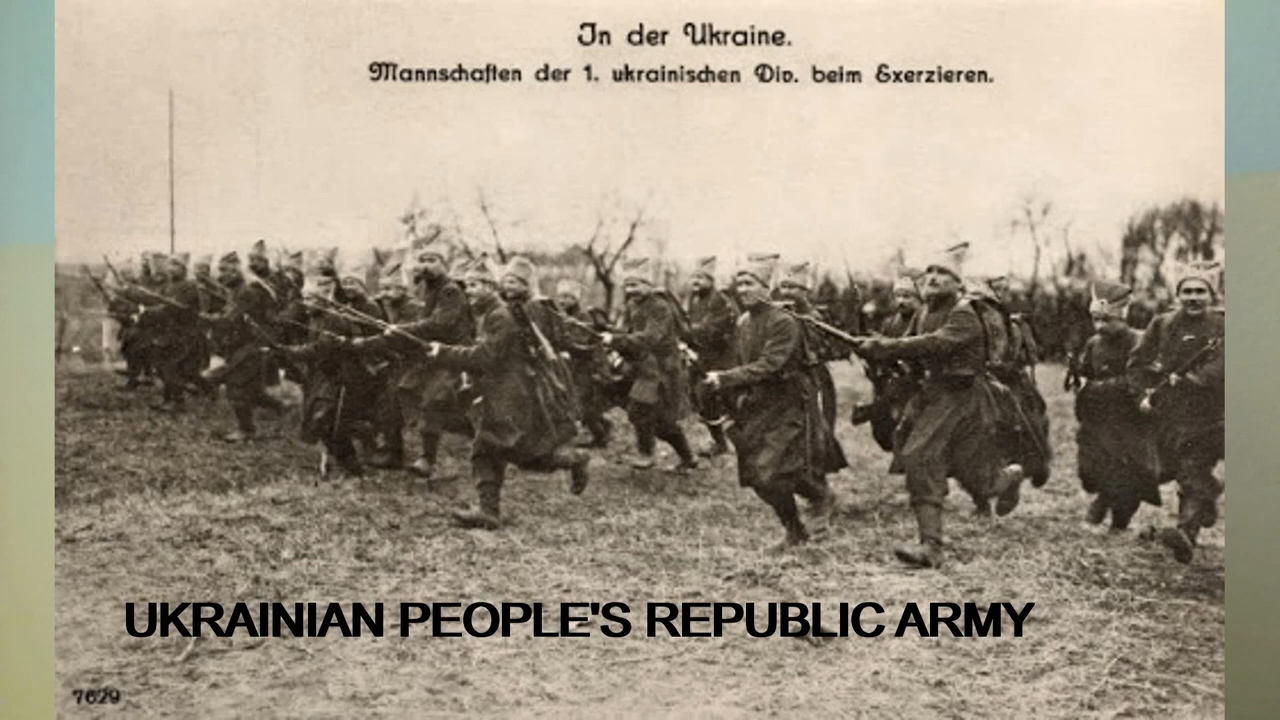 In der Ukraine.
Mannschaften der 1. ukrainischen Div. beim Exerzieren.
UKRAINIAN PEOPLE'S REPUBLIC ARMY
7629